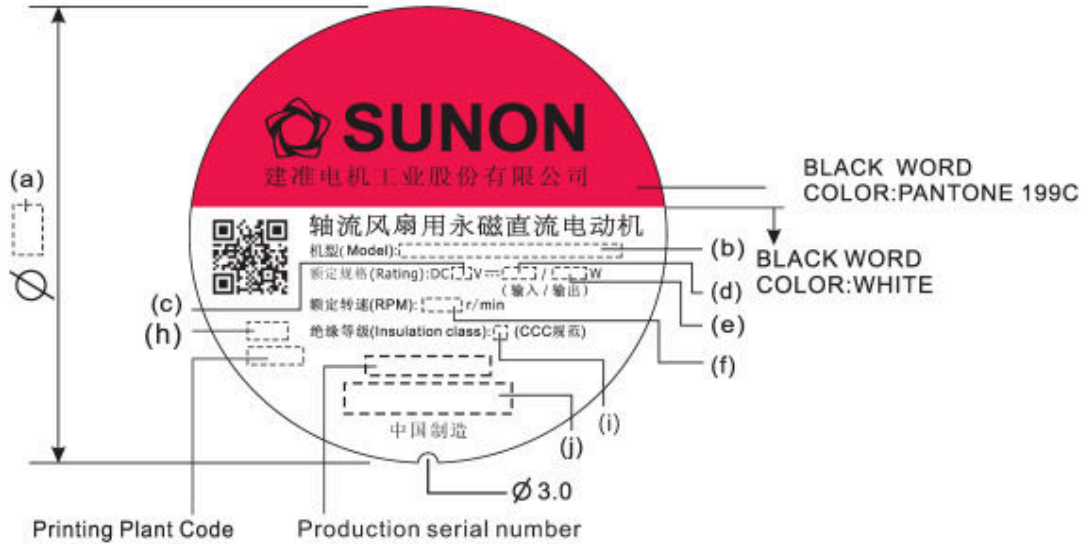 SUNON
建准电机工业股份有限公司
(a)
BLACK WORD
COLOR:PANTONE 199C
轴流风扇用永磁直流电动机
机型(Model):
(b)
BLACK WORD
COLOR:WHITE
额定规格(Rating):DC V⎓ / W
(输入/输出)
(c)
(d)
额定转速(RPM): r/min
(e)
(h)
绝缘等级(Insulation class): (CCC规范)
(f)
(i)
(j)
中国制造
Ø
Ø 3.0
Printing Plant Code
Production serial number